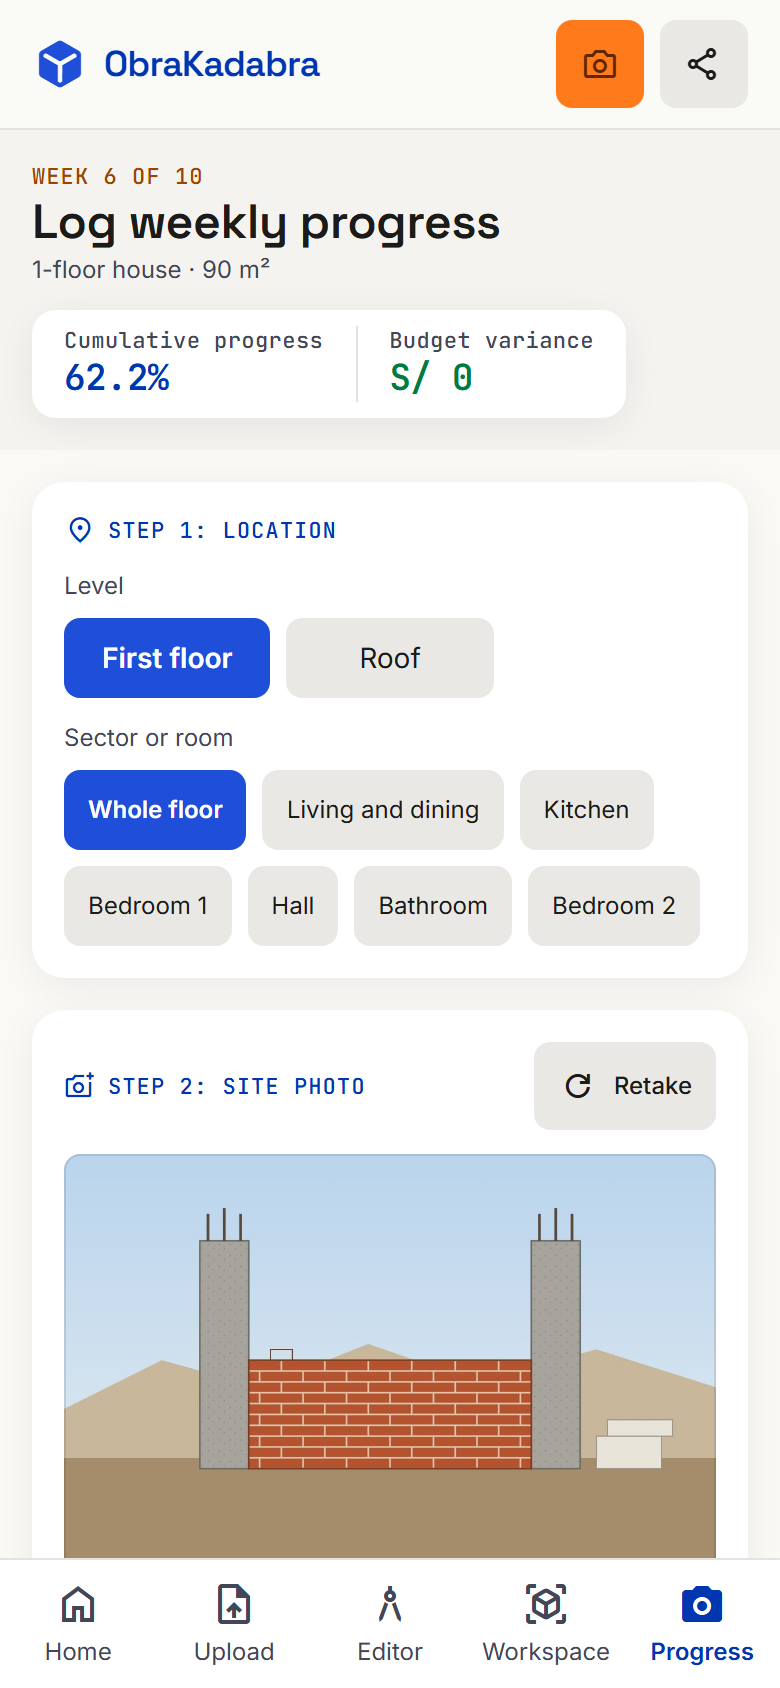 ObraKadabra
WEEK 6 OF 10
Log weekly progress
1-floor house · 90 m²
Cumulative progress
62.2%
Budget variance
S/ 0
STEP 1: LOCATION
Level
First floor
Roof
Sector or room
Whole floor
Living and dining
Kitchen
Bedroom 1
Hall
Bathroom
Bedroom 2
STEP 2: SITE PHOTO
Retake
Home
Upload
Editor
Workspace
Progress